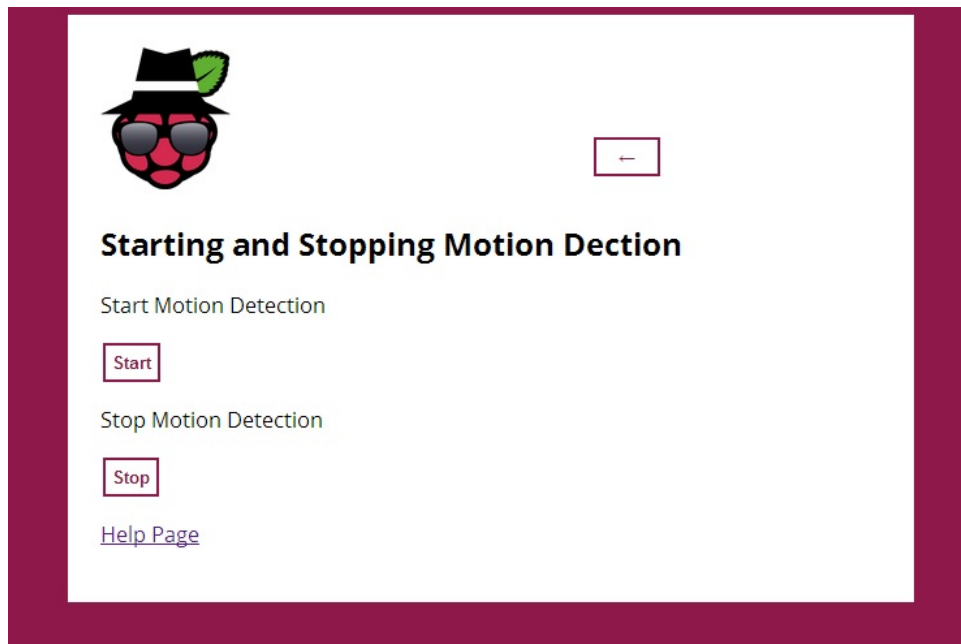 ←
Starting and Stopping Motion Dection
Start Motion Detection
Start
Stop Motion Detection
Stop
Help Page